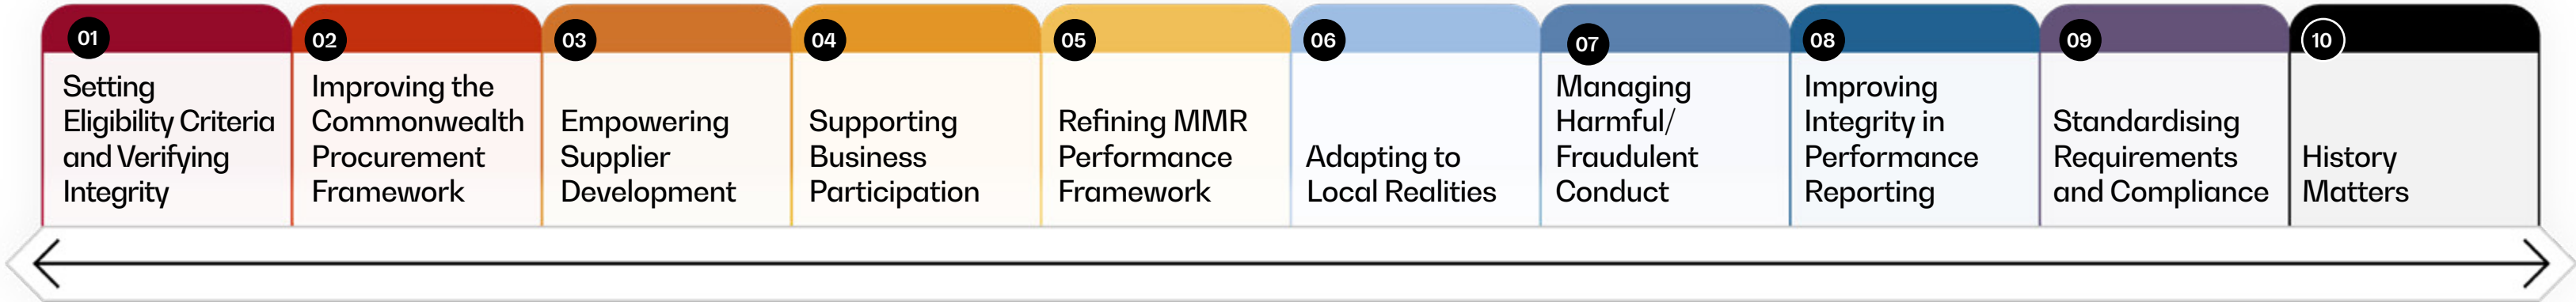 01
Setting
Eligibility Criteria
and Verifying
Integrity
02
Improving the
Commonwealth
Procurement
Framework
03
Empowering
Supplier
Development
04
Supporting
Business
Participation
05
Refining MMR
Performance
Framework
06
Adapting to
Local Realities
07
Managing
Harmful/
Fraudulent
Conduct
08
Improving
Integrity in
Performance
Reporting
09
Standardising
Requirements
and Compliance
10
History
Matters